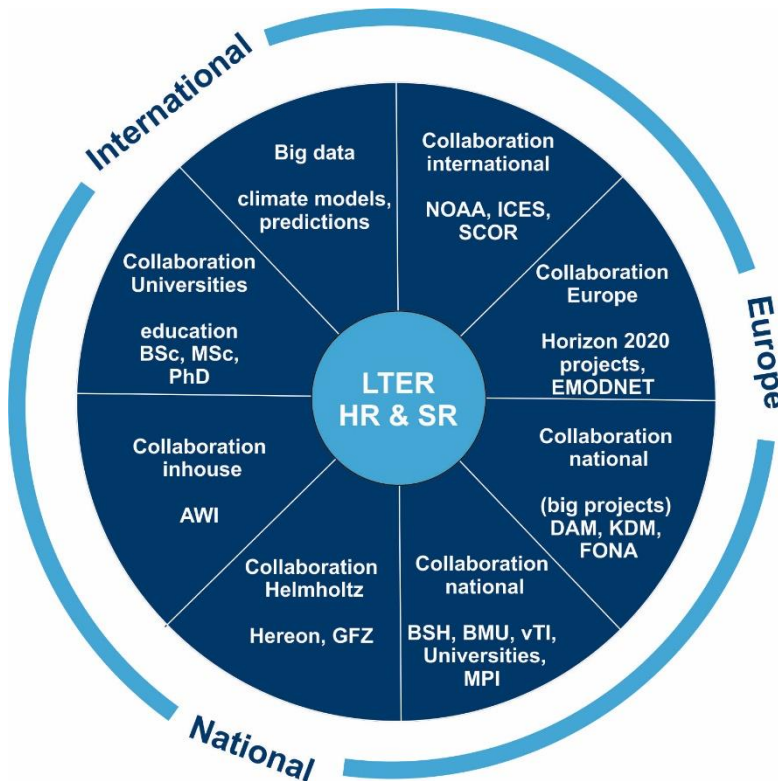 International
Europe
National
Big data
climate models,
predictions
Collaboration
international
NOAA, ICES,
SCOR
Collaboration
Europe
Horizon 2020
projects,
EMODNET
Collaboration
national
(big projects)
DAM, KDM,
FONA
Collaboration
national
BSH, BMU, vTI,
Universities,
MPI
Collaboration
Helmholtz
Hereon, GFZ
Collaboration
inhouse
AWI
Collaboration
Universities
education
BSc, MSc,
PhD
LTER
HR & SR